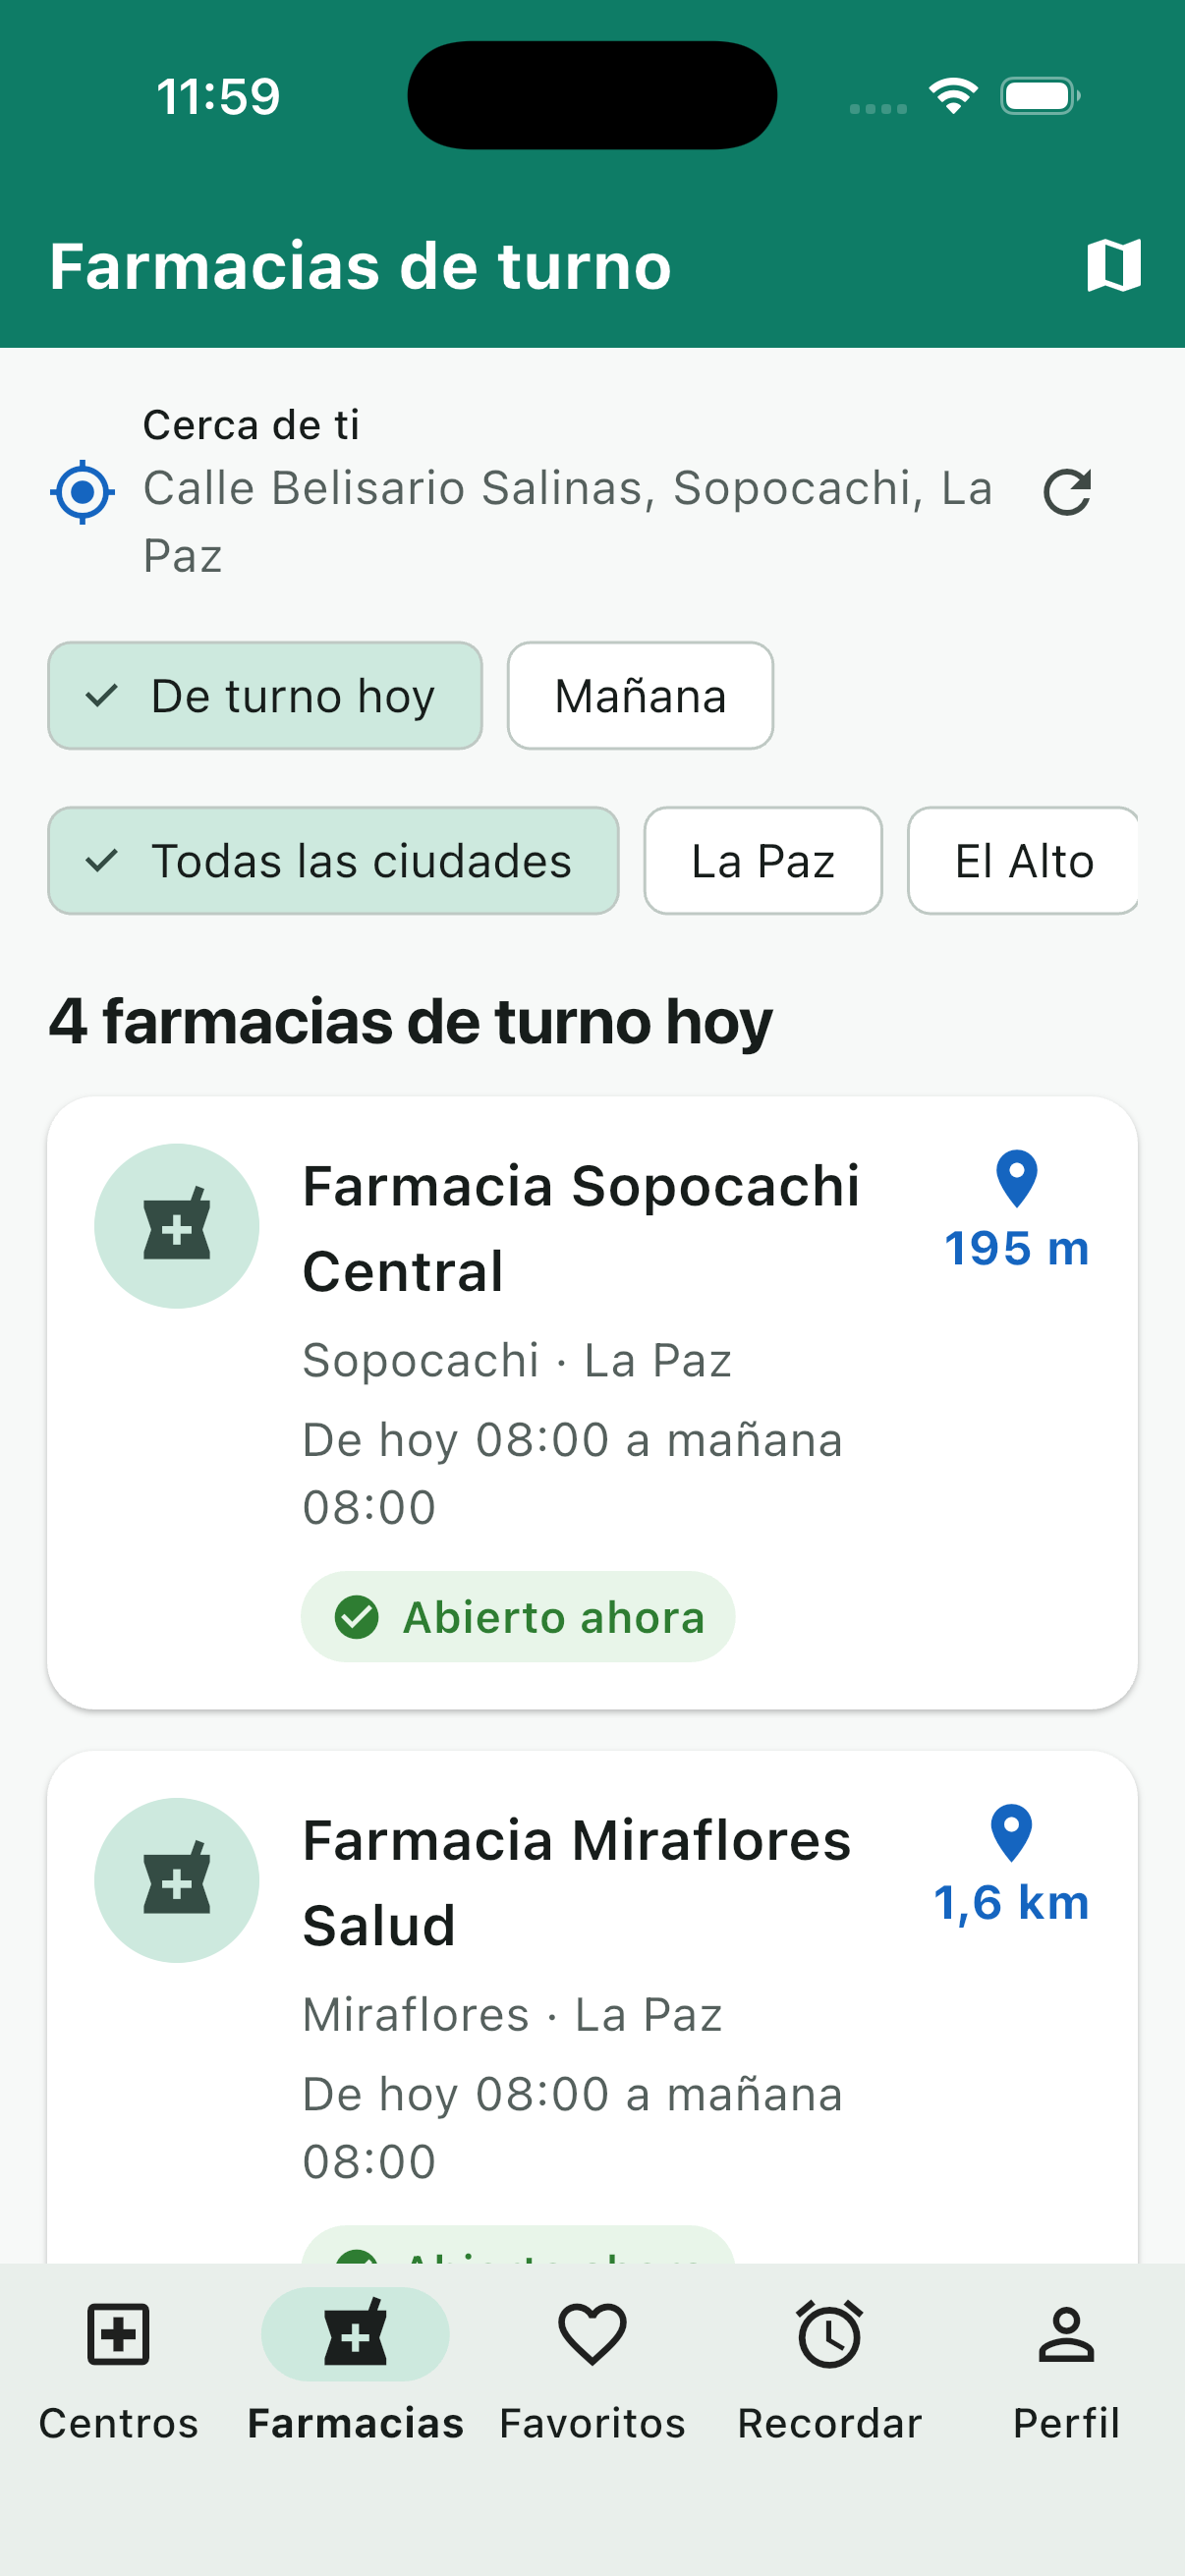 11:59
Farmacias de turno
Cerca de ti
Calle Belisario Salinas, Sopocachi, La
Paz
De turno hoy
Mañana
Todas las ciudades
La Paz
El Alto
4 farmacias de turno hoy
Farmacia Sopocachi
Central
195 m
Sopocachi · La Paz
De hoy 08:00 a mañana
08:00
Abierto ahora
Farmacia Miraflores
Salud
1,6 km
Miraflores · La Paz
De hoy 08:00 a mañana
08:00
Abierto ahora
Centros
Farmacias
Favoritos
Recordar
Perfil